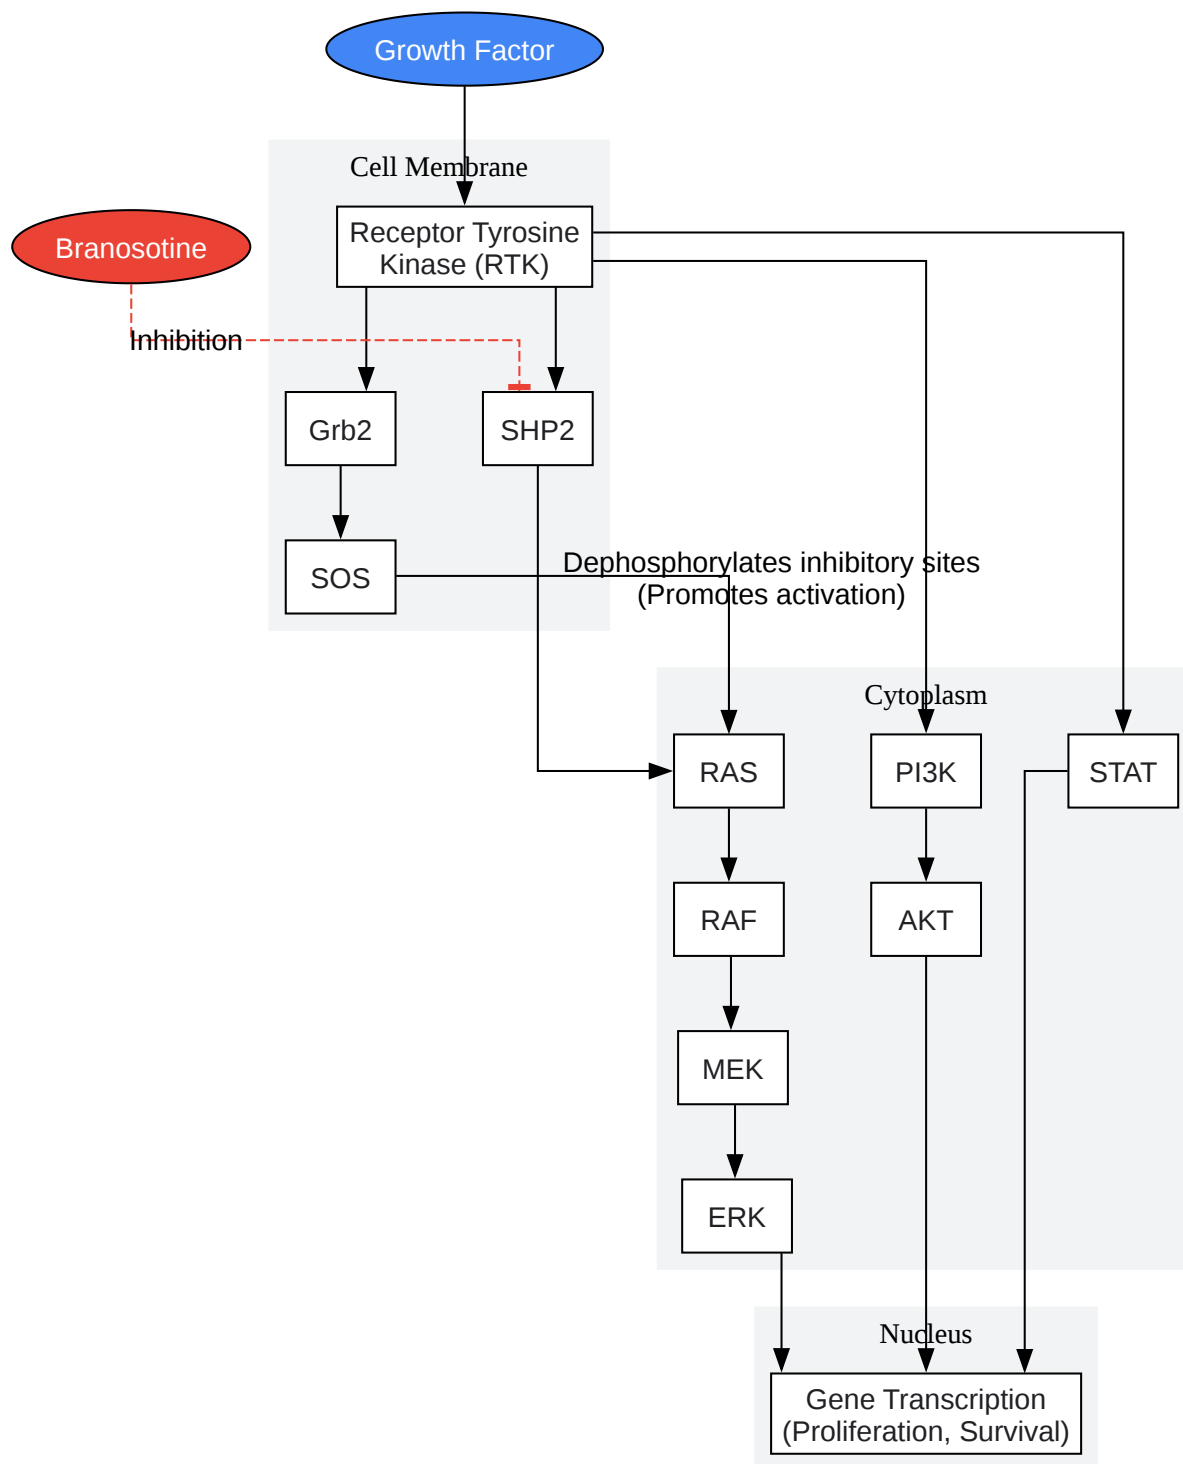 Growth Factor
Cell Membrane
Branosotine
Receptor Tyrosine
Kinase (RTK)
Inhibition
Grb2
SHP2
SOS
Dephosphorylates inhibitory sites
(Promotes activation)
Cytoplasm
RAS
PI3K
STAT
RAF
AKT
MEK
ERK
Nucleus
Gene Transcription
(Proliferation, Survival)